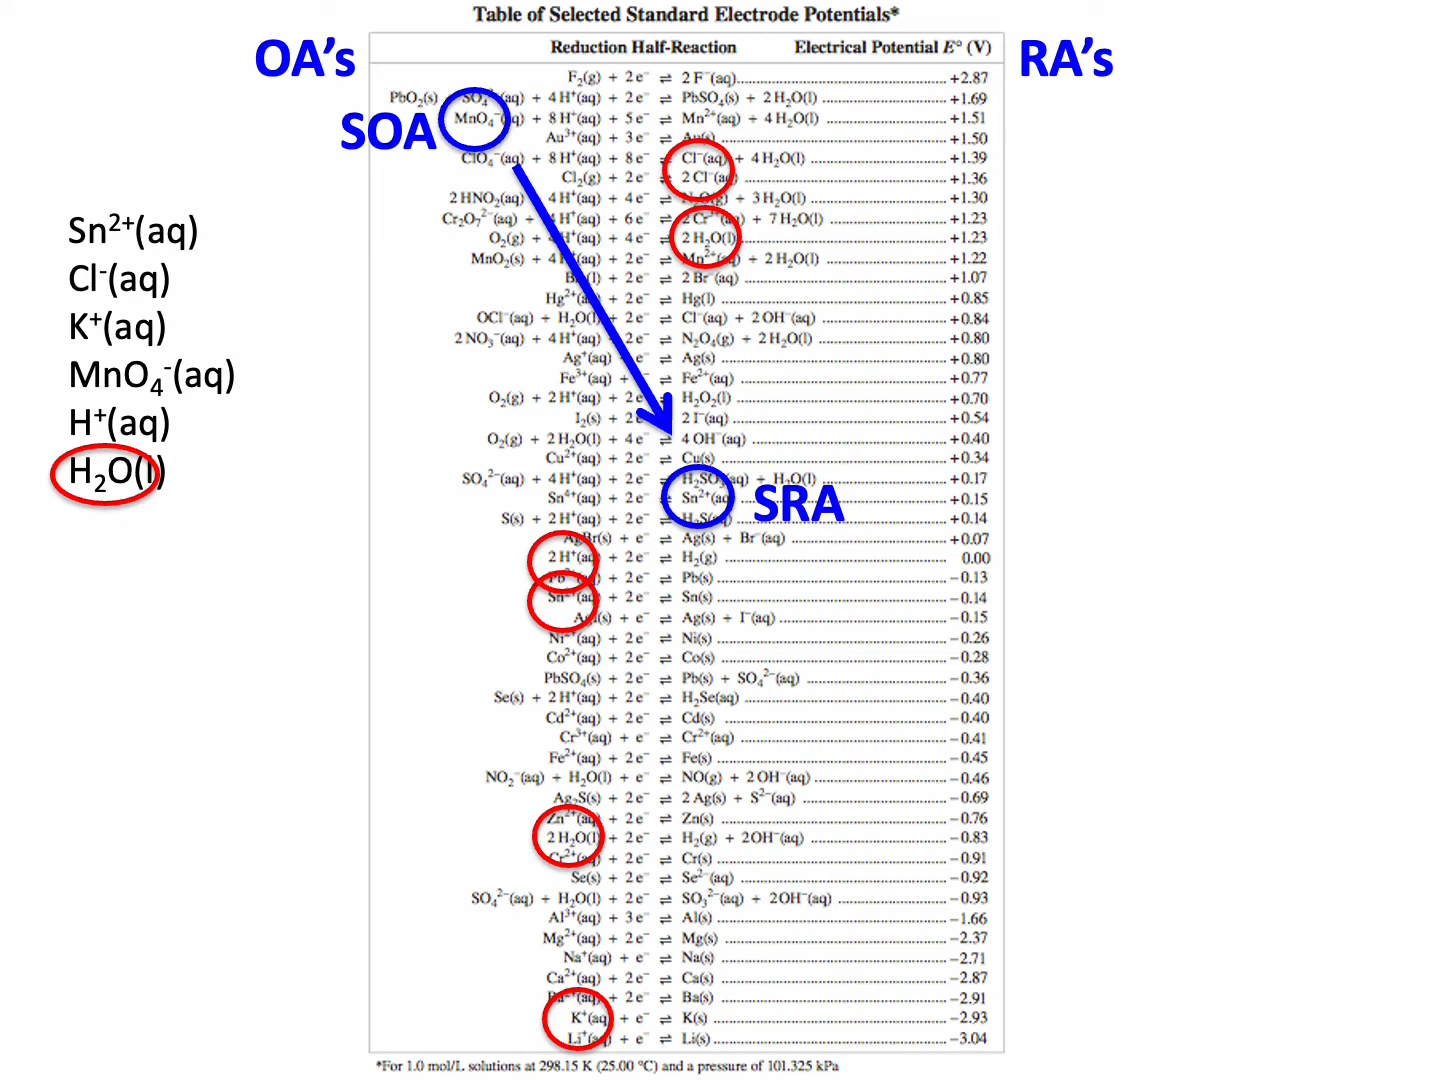 Table of Selected Standard Electrode Potentials*
OA's
RA's
Reduction Half-Reaction Electrical Potential E° (V)
F₂(g) + 2 e⁻ ⇌ 2 F⁻(aq) +2.87
PbO₂(s) + SO₄²⁻(aq) + 4 H⁺(aq) + 2 e⁻ ⇌ PbSO₄(s) + 2 H₂O(l) +1.69
SOA
MnO₄⁻(aq) + 8 H⁺(aq) + 5 e⁻ ⇌ Mn²⁺(aq) + 4 H₂O(l) +1.51
Au³⁺(aq) + 3 e⁻ ⇌ Au(s) +1.50
ClO₄⁻(aq) + 8 H⁺(aq) + 8 e⁻ ⇌ Cl⁻(aq) + 4 H₂O(l) +1.39
Cl₂(g) + 2 e⁻ ⇌ 2 Cl⁻(aq) +1.36
2 HNO₂(aq) + 4 H⁺(aq) + 4 e⁻ ⇌ N₂O(g) + 3 H₂O(l) +1.30
Cr₂O₇²⁻(aq) + H⁺(aq) + 6 e⁻ ⇌ 2 Cr³⁺(aq) + 7 H₂O(l) +1.23
O₂(g) + 4 H⁺(aq) + 4 e⁻ ⇌ 2 H₂O(l) +1.23
MnO₂(s) + 4 H⁺(aq) + 2 e⁻ ⇌ Mn²⁺(aq) + 2 H₂O(l) +1.22
Br₂(l) + 2 e⁻ ⇌ 2 Br⁻(aq) +1.07
Hg²⁺(aq) + 2 e⁻ ⇌ Hg(l) +0.85
OCl⁻(aq) + H₂O(l) + 2 e⁻ ⇌ Cl⁻(aq) + 2 OH⁻(aq) +0.84
2 NO₃⁻(aq) + 4 H⁺(aq) + 2 e⁻ ⇌ N₂O₄(g) + 2 H₂O(l) +0.80
Ag⁺(aq) + e⁻ ⇌ Ag(s) +0.80
Fe³⁺(aq) + e⁻ ⇌ Fe²⁺(aq) +0.77
O₂(g) + 2 H⁺(aq) + 2 e⁻ ⇌ H₂O₂(l) +0.70
I₂(s) + 2 e⁻ ⇌ 2 I⁻(aq) +0.54
O₂(g) + 2 H₂O(l) + 4 e⁻ ⇌ 4 OH⁻(aq) +0.40
Cu²⁺(aq) + 2 e⁻ ⇌ Cu(s) +0.34
SO₄²⁻(aq) + 4 H⁺(aq) + 2 e⁻ ⇌ H₂SO₃(aq) + H₂O(l) +0.17
Sn⁴⁺(aq) + 2 e⁻ ⇌ Sn²⁺(aq) +0.15
SRA
S(s) + 2 H⁺(aq) + 2 e⁻ ⇌ H₂S(aq) +0.14
AgBr(s) + e⁻ ⇌ Ag(s) + Br⁻(aq) +0.07
2 H⁺(aq) + 2 e⁻ ⇌ H₂(g) 0.00
Pb²⁺(aq) + 2 e⁻ ⇌ Pb(s) −0.13
Sn²⁺(aq) + 2 e⁻ ⇌ Sn(s) −0.14
AgI(s) + e⁻ ⇌ Ag(s) + I⁻(aq) −0.15
Ni²⁺(aq) + 2 e⁻ ⇌ Ni(s) −0.26
Co²⁺(aq) + 2 e⁻ ⇌ Co(s) −0.28
PbSO₄(s) + 2 e⁻ ⇌ Pb(s) + SO₄²⁻(aq) −0.36
Se(s) + 2 H⁺(aq) + 2 e⁻ ⇌ H₂Se(aq) −0.40
Cd²⁺(aq) + 2 e⁻ ⇌ Cd(s) −0.40
Cr³⁺(aq) + e⁻ ⇌ Cr²⁺(aq) −0.41
Fe²⁺(aq) + 2 e⁻ ⇌ Fe(s) −0.45
NO₂⁻(aq) + H₂O(l) + e⁻ ⇌ NO(g) + 2 OH⁻(aq) −0.46
Ag₂S(s) + 2 e⁻ ⇌ 2 Ag(s) + S²⁻(aq) −0.69
Zn²⁺(aq) + 2 e⁻ ⇌ Zn(s) −0.76
2 H₂O(l) + 2 e⁻ ⇌ H₂(g) + 2 OH⁻(aq) −0.83
Cr²⁺(aq) + 2 e⁻ ⇌ Cr(s) −0.91
Se(s) + 2 e⁻ ⇌ Se²⁻(aq) −0.92
SO₄²⁻(aq) + H₂O(l) + 2 e⁻ ⇌ SO₃²⁻(aq) + 2 OH⁻(aq) −0.93
Al³⁺(aq) + 3 e⁻ ⇌ Al(s) −1.66
Mg²⁺(aq) + 2 e⁻ ⇌ Mg(s) −2.37
Na⁺(aq) + e⁻ ⇌ Na(s) −2.71
Ca²⁺(aq) + 2 e⁻ ⇌ Ca(s) −2.87
Ba²⁺(aq) + 2 e⁻ ⇌ Ba(s) −2.91
K⁺(aq) + e⁻ ⇌ K(s) −2.93
Li⁺(aq) + e⁻ ⇌ Li(s) −3.04
*For 1.0 mol/L solutions at 298.15 K (25.00 °C) and a pressure of 101.325 kPa
Sn²⁺(aq)
Cl⁻(aq)
K⁺(aq)
MnO₄⁻(aq)
H⁺(aq)
H₂O(l)